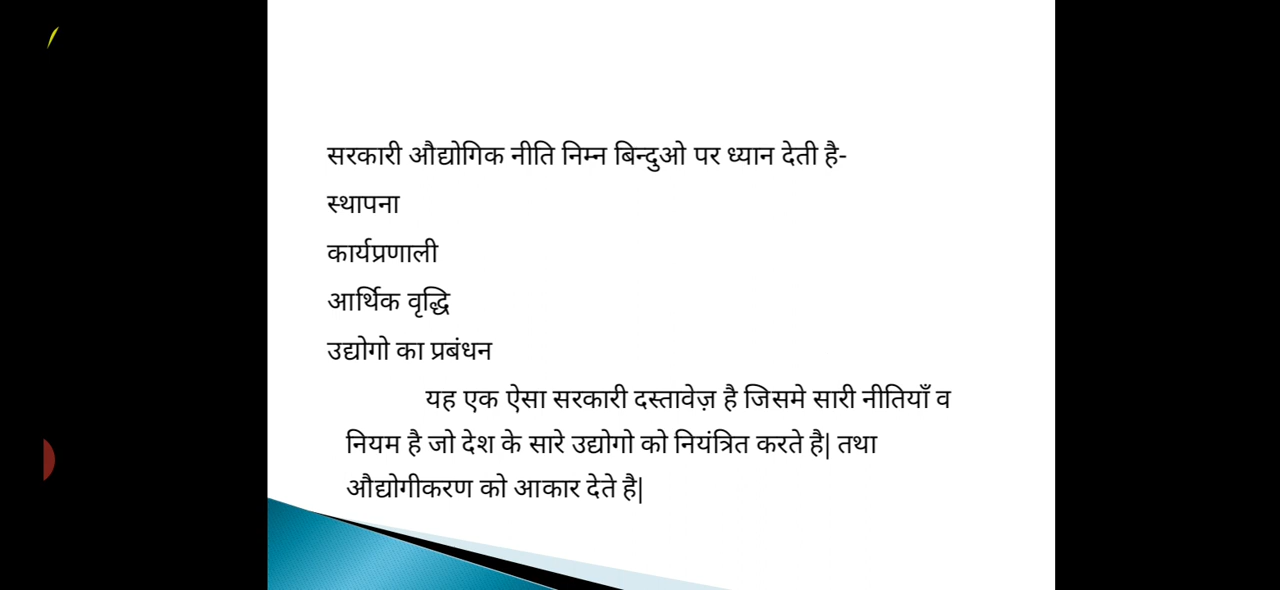 सरकारी औद्योगिक नीति निम्न बिन्दुओ पर ध्यान देती है-
स्थापना
कार्यप्रणाली
आर्थिक वृद्धि
उद्योगो का प्रबंधन
यह एक ऐसा सरकारी दस्तावेज़ है जिसमे सारी नीतियाँ व
नियम है जो देश के सारे उद्योगो को नियंत्रित करते है| तथा
औद्योगीकरण को आकार देते है|